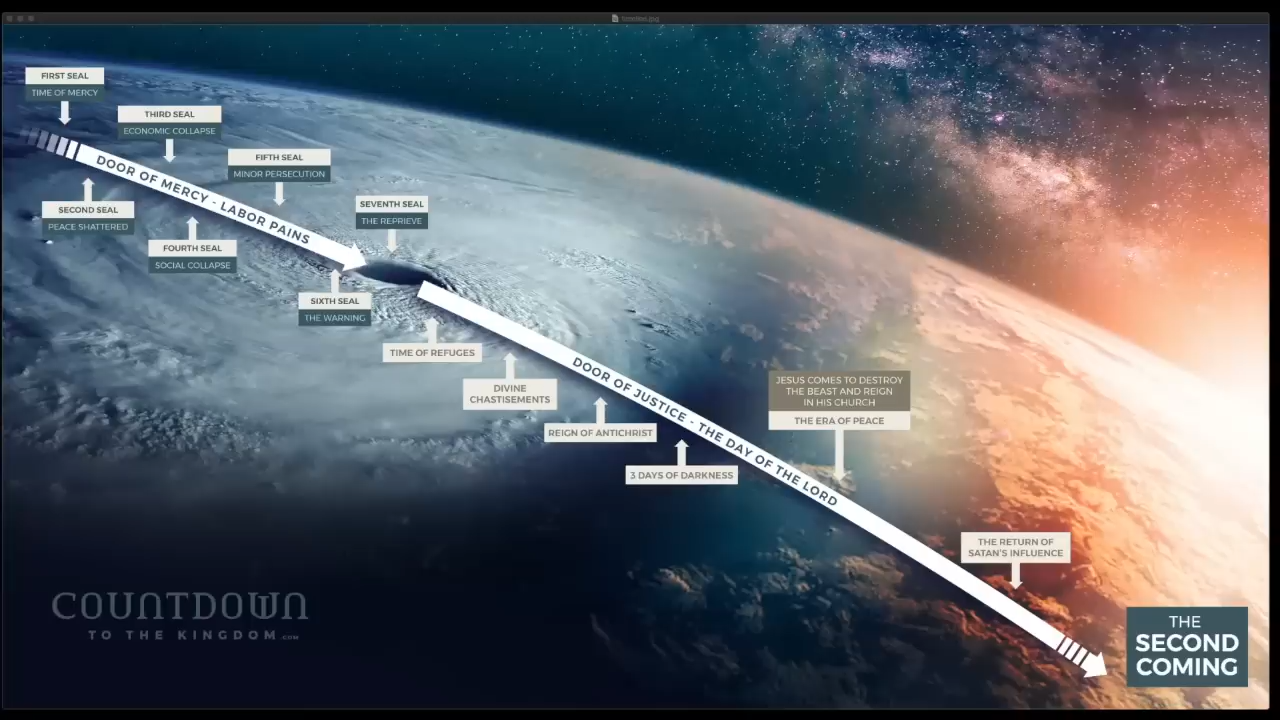 timeline.jpg
FIRST SEAL
TIME OF MERCY
THIRD SEAL
ECONOMIC COLLAPSE
FIFTH SEAL
MINOR PERSECUTION
SEVENTH SEAL
THE REPRIEVE
DOOR OF MERCY - LABOR PAINS
SECOND SEAL
PEACE SHATTERED
FOURTH SEAL
SOCIAL COLLAPSE
SIXTH SEAL
THE WARNING
TIME OF REFUGES
DIVINE
CHASTISEMENTS
REIGN OF ANTICHRIST
3 DAYS OF DARKNESS
DOOR OF JUSTICE - THE DAY OF THE LORD
JESUS COMES TO DESTROY
THE BEAST AND REIGN
IN HIS CHURCH
THE ERA OF PEACE
THE RETURN OF
SATAN'S INFLUENCE
THE
SECOND
COMING
COUNTDOWN
TO THE KINGDOM.COM